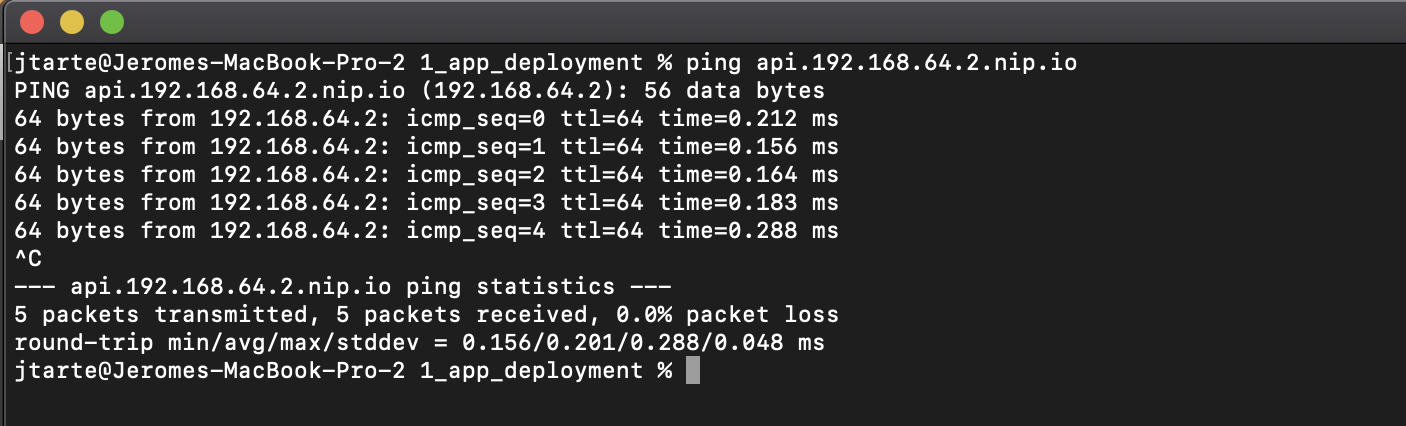 [jtarte@Jeromes-MacBook-Pro-2 1_app_deployment % ping api.192.168.64.2.nip.io
PING api.192.168.64.2.nip.io (192.168.64.2): 56 data bytes
64 bytes from 192.168.64.2: icmp_seq=0 ttl=64 time=0.212 ms
64 bytes from 192.168.64.2: icmp_seq=1 ttl=64 time=0.156 ms
64 bytes from 192.168.64.2: icmp_seq=2 ttl=64 time=0.164 ms
64 bytes from 192.168.64.2: icmp_seq=3 ttl=64 time=0.183 ms
64 bytes from 192.168.64.2: icmp_seq=4 ttl=64 time=0.288 ms
^C
--- api.192.168.64.2.nip.io ping statistics ---
5 packets transmitted, 5 packets received, 0.0% packet loss
round-trip min/avg/max/stddev = 0.156/0.201/0.288/0.048 ms
jtarte@Jeromes-MacBook-Pro-2 1_app_deployment %